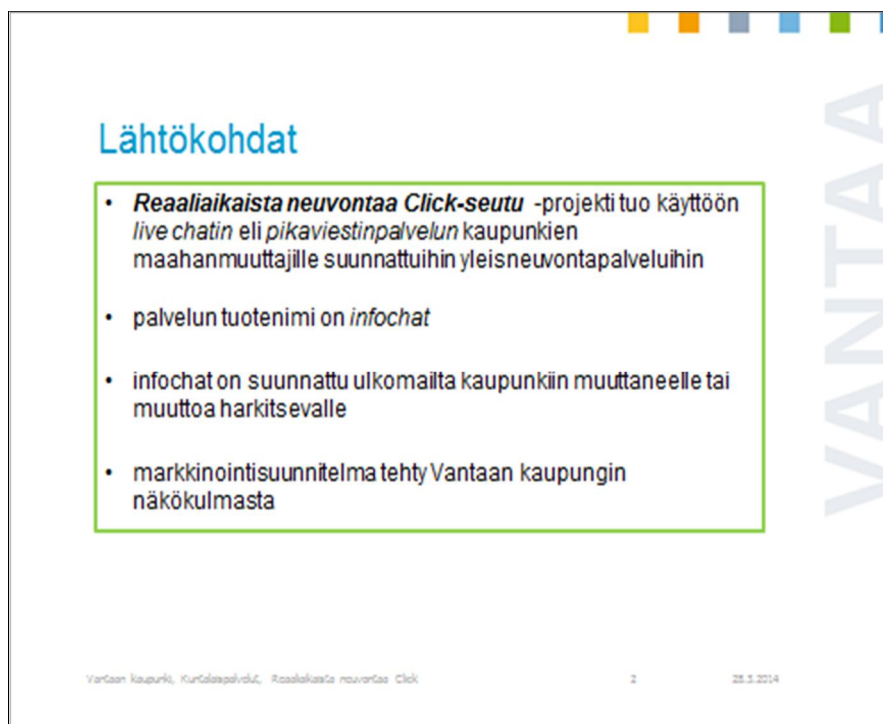 Lähtökohdat
• Reaaliaikaista neuvontaa Click-seutu -projekti tuo käyttöön
live chatin eli pikaviestinpalvelun kaupunkien
maahanmuuttajille suunnattuihin yleisneuvontapalveluihin
• palvelun tuotenimi on infochat
• infochat on suunnattu ulkomailta kaupunkiin muuttaneelle tai
muuttoa harkitsevalle
• markkinointisuunnitelma tehty Vantaan kaupungin
näkökulmasta
VANTAA
Vantaan kaupunki, Kuntalaispalvelut, Reaaliaikaista neuvontaa Click
2
28.3.2014